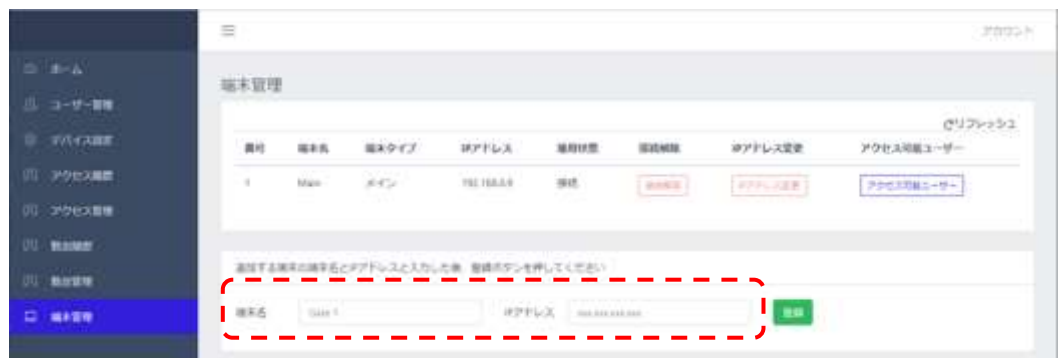 アカウント
ホーム
ユーザー管理
デバイス設定
アクセス履歴
アクセス管理
勤怠履歴
勤怠管理
端末管理
端末管理
リフレッシュ
番号 端末名 端末タイプ IPアドレス 接続状態 接続解除 IPアドレス変更 アクセス可能ユーザー
1 Main メイン 接続 接続解除 IPアドレス変更 アクセス可能ユーザー
追加する端末の端末名とIPアドレスと入力した後、登録ボタンを押してください
端末名 Gate 1 IPアドレス xxx.xxx.xxx.xxx 登録